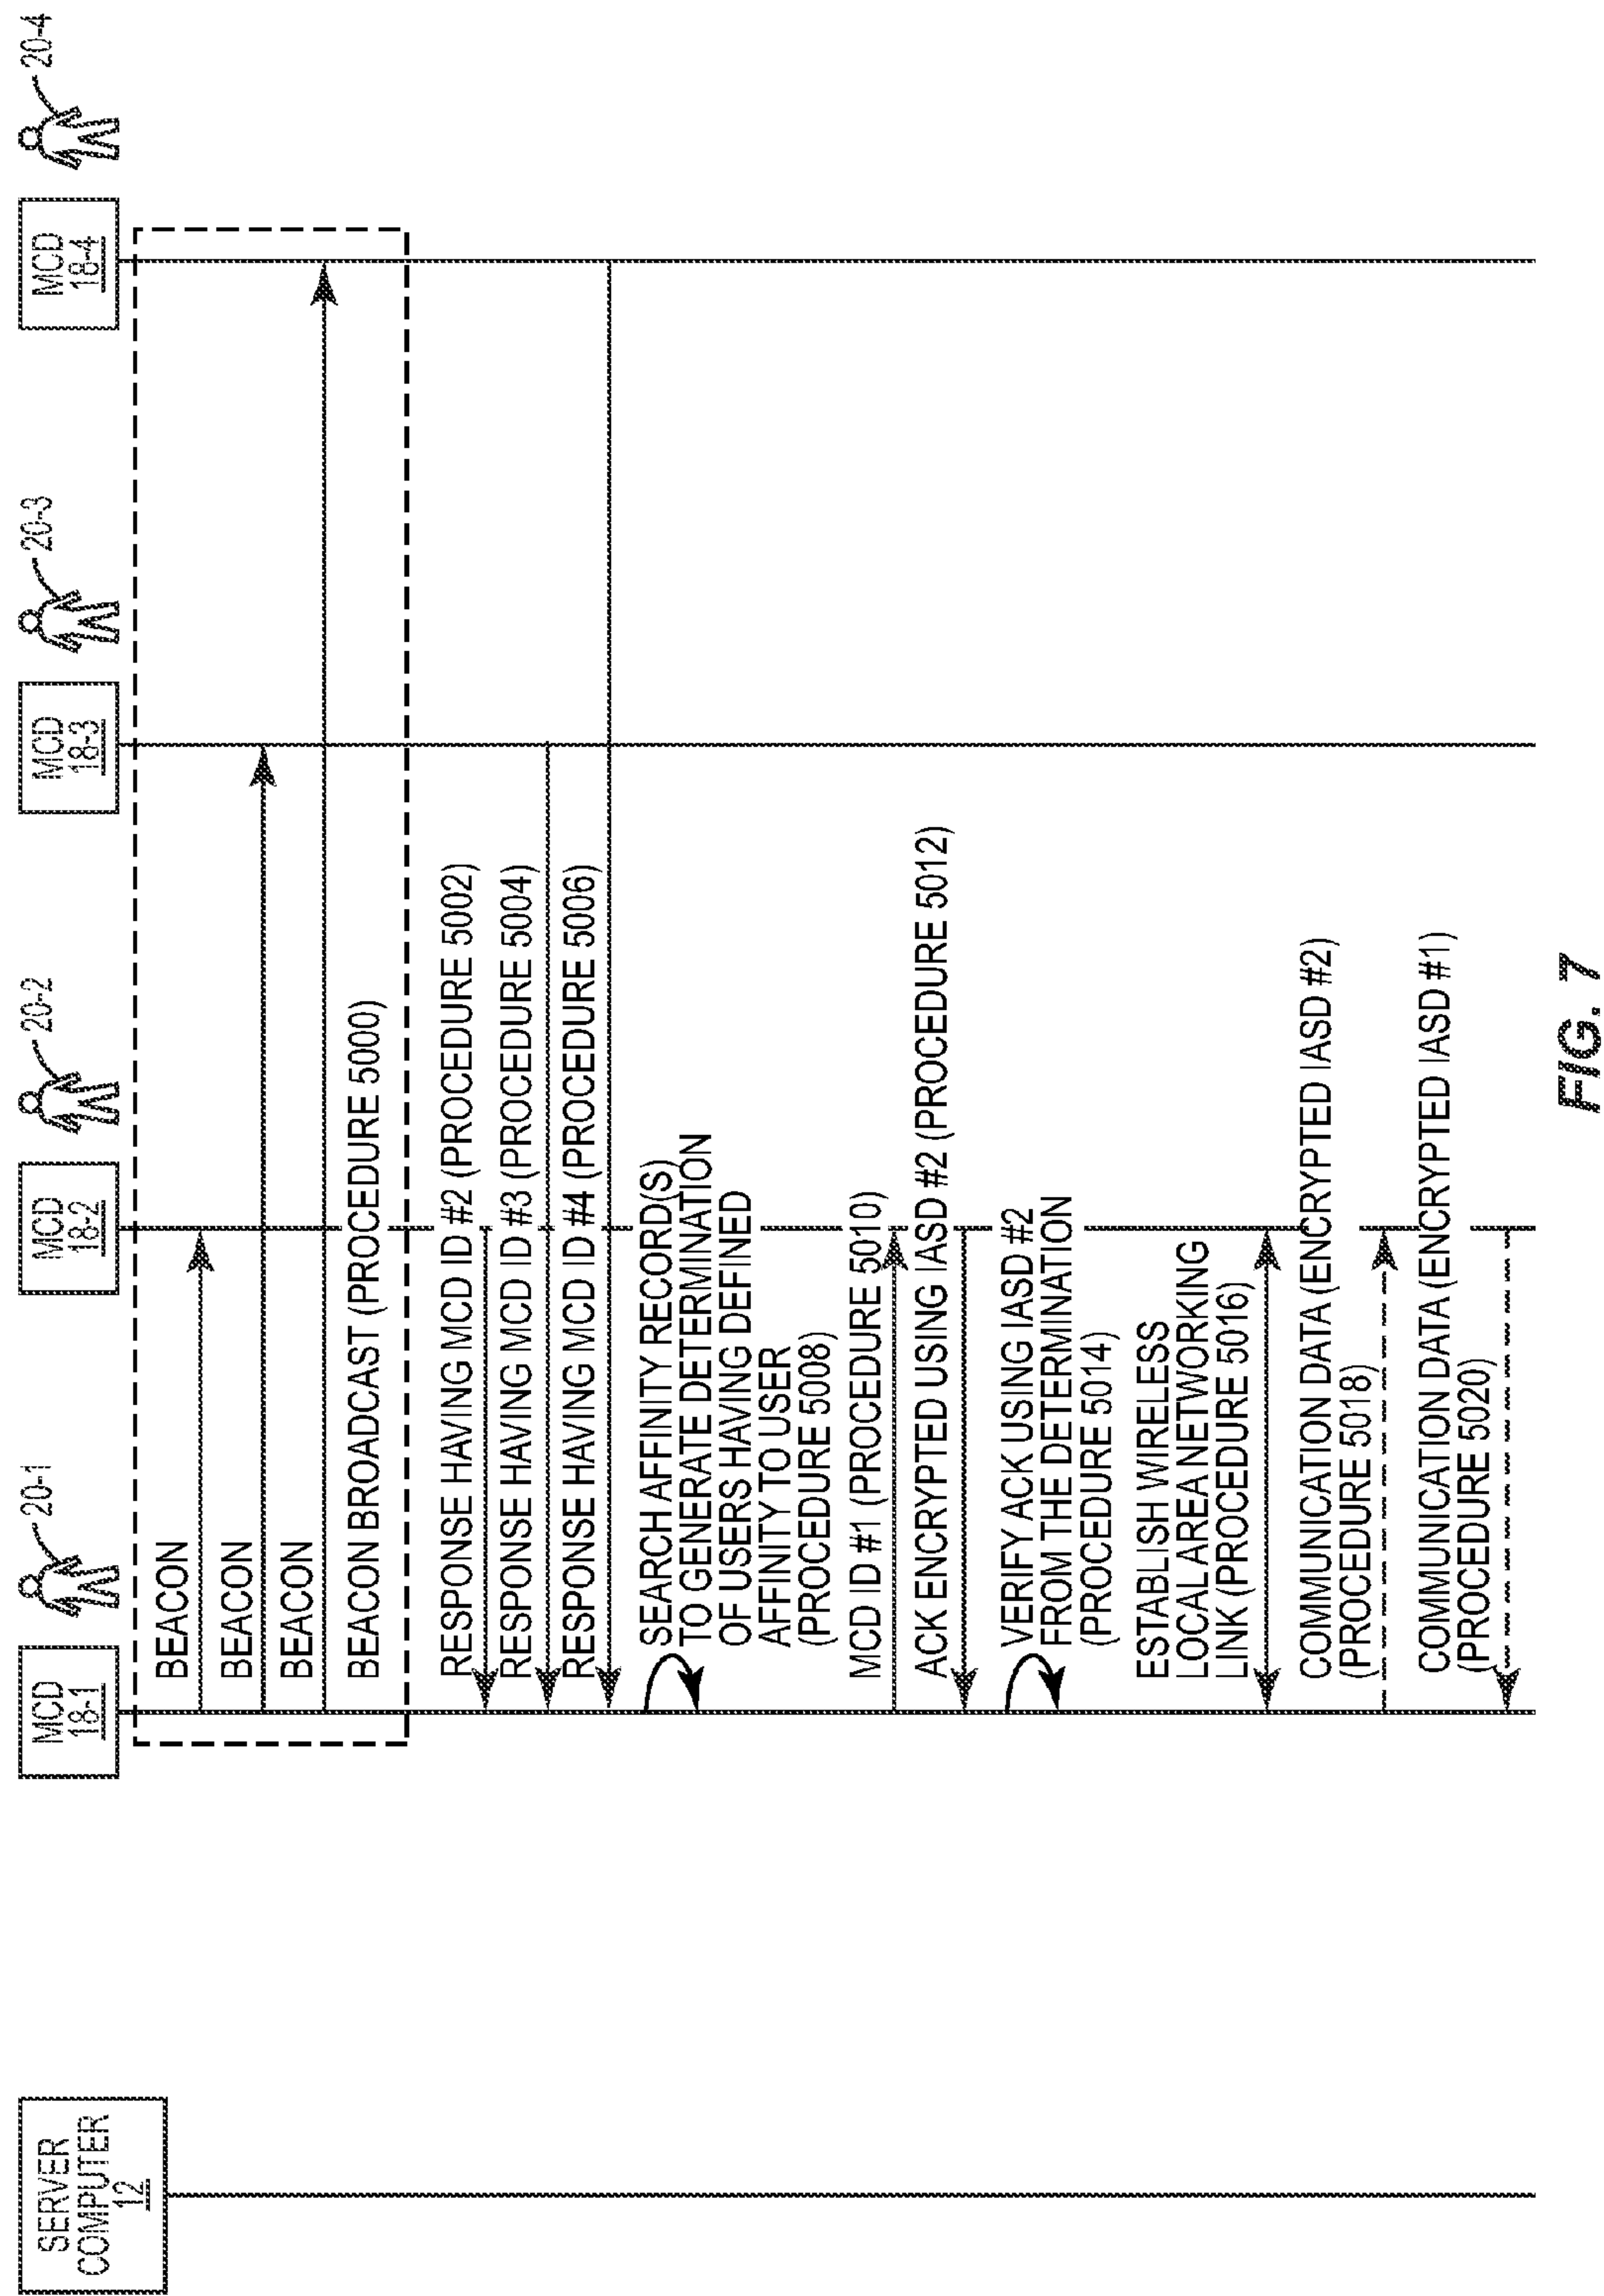 SERVER
COMPUTER
12
MCD
18-1
20-1
MCD
18-2
20-2
MCD
18-3
20-3
MCD
18-4
20-4
BEACON
BEACON
BEACON
BEACON BROADCAST (PROCEDURE 5000)
RESPONSE HAVING MCD ID #2 (PROCEDURE 5002)
RESPONSE HAVING MCD ID #3 (PROCEDURE 5004)
RESPONSE HAVING MCD ID #4 (PROCEDURE 5006)
SEARCH AFFINITY RECORD(S)
TO GENERATE DETERMINATION
OF USERS HAVING DEFINED
AFFINITY TO USER
(PROCEDURE 5008)
MCD ID #1 (PROCEDURE 5010)
ACK ENCRYPTED USING IASD #2 (PROCEDURE 5012)
VERIFY ACK USING IASD #2
FROM THE DETERMINATION
(PROCEDURE 5014)
ESTABLISH WIRELESS
LOCAL AREA NETWORKING
LINK (PROCEDURE 5016)
COMMUNICATION DATA (ENCRYPTED IASD #2)
(PROCEDURE 5018)
COMMUNICATION DATA (ENCRYPTED IASD #1)
(PROCEDURE 5020)
FIG. 7